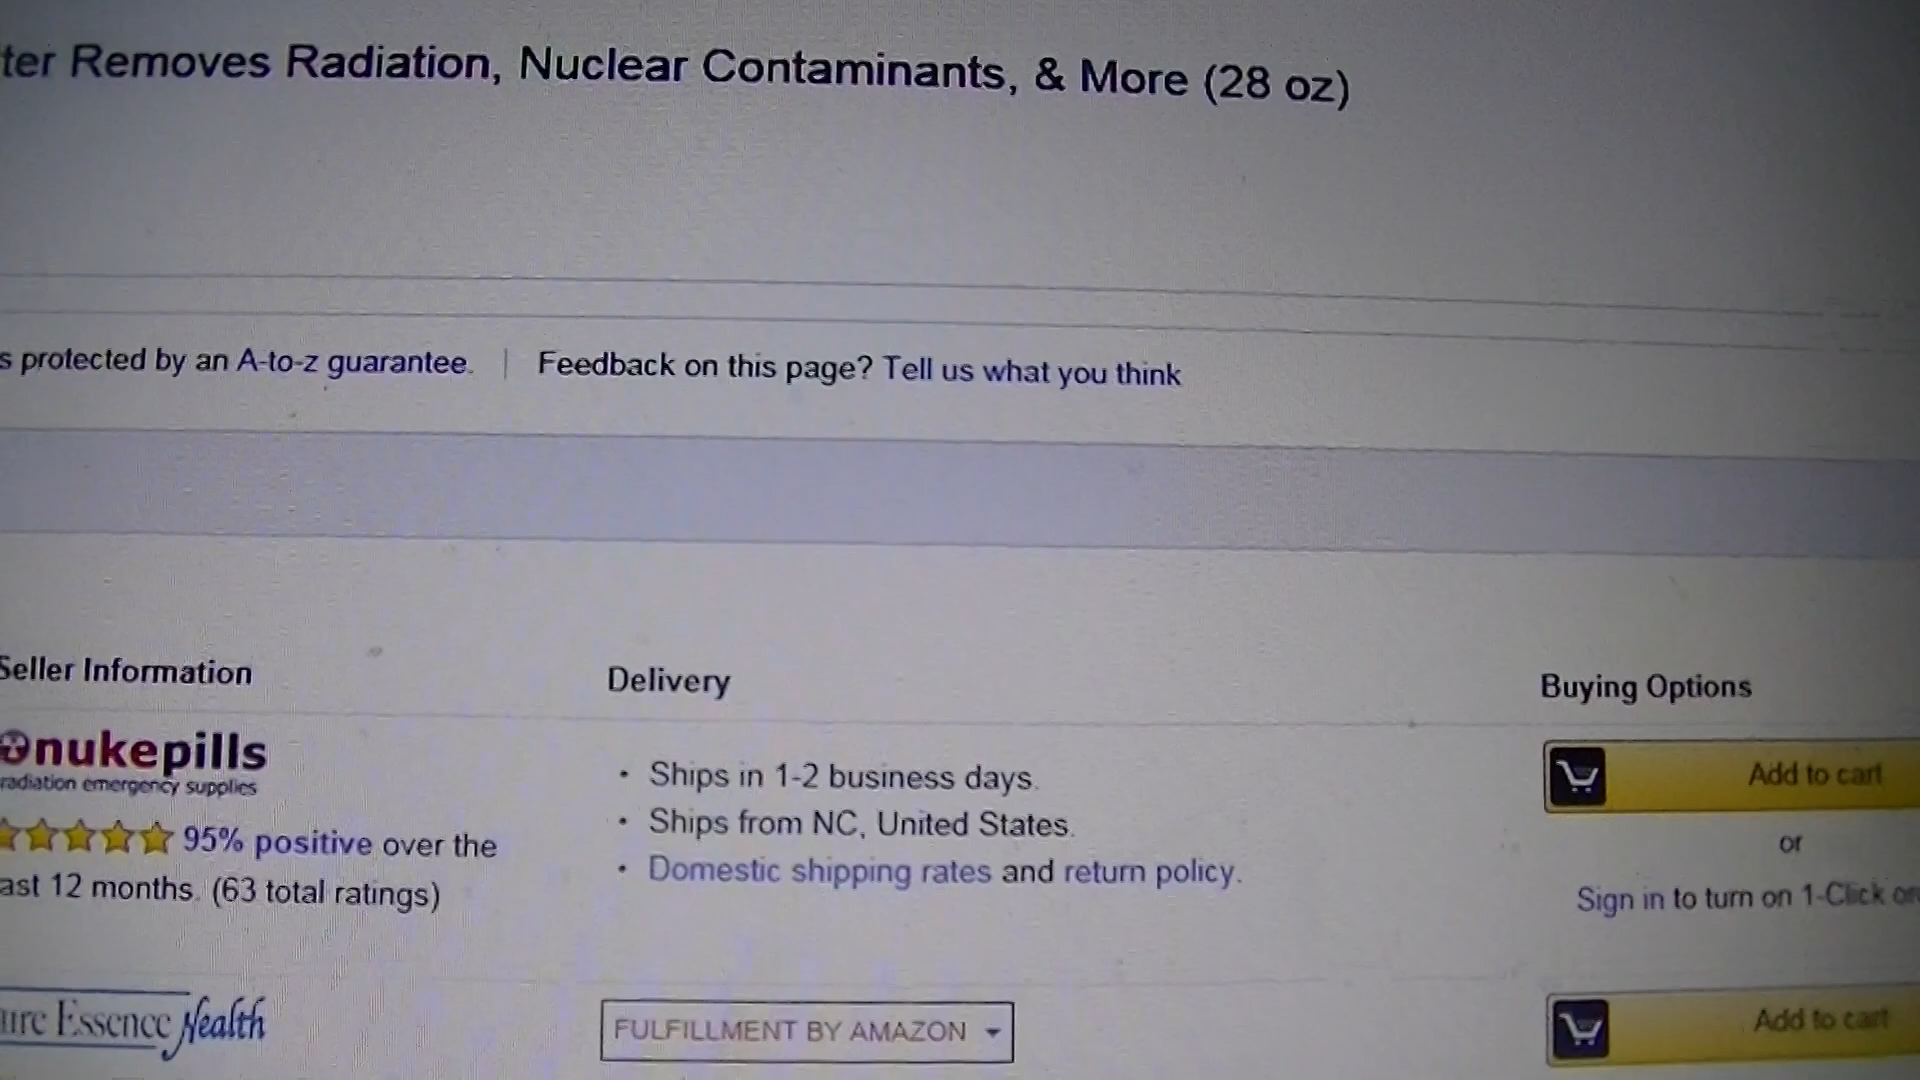 ter Removes Radiation, Nuclear Contaminants, & More (28 oz)
s protected by an A-to-z guarantee. | Feedback on this page? Tell us what you think
Seller Information
Delivery
Buying Options
nukepills
radiation emergency supplies
95% positive over the
ast 12 months. (63 total ratings)
• Ships in 1-2 business days.
• Ships from NC, United States.
• Domestic shipping rates and return policy.
Add to cart
or
Sign in to turn on 1-Click or
ure Essence Health
FULFILLMENT BY AMAZON
Add to cart